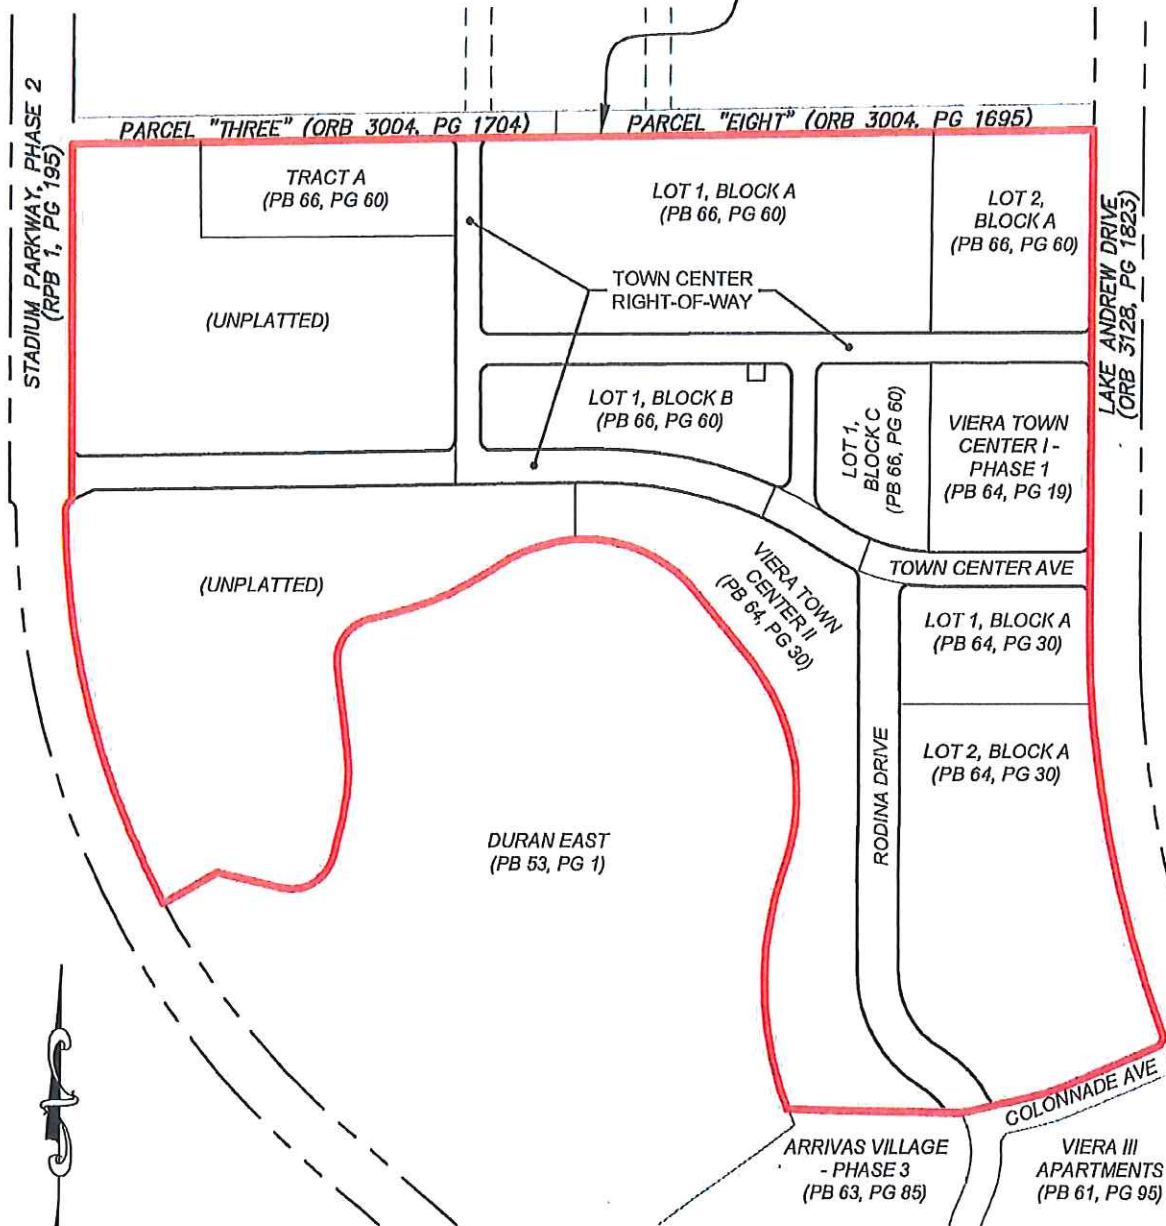 STADIUM PARKWAY, PHASE 2
(RPB 1, PG 195)
PARCEL "THREE" (ORB 3004, PG 1704)
PARCEL "EIGHT" (ORB 3004, PG 1695)
TRACT A
(PB 66, PG 60)
LOT 1, BLOCK A
(PB 66, PG 60)
LOT 2,
BLOCK A
(PB 66, PG 60)
LAKE ANDREW DRIVE
(ORB 3128, PG 1823)
TOWN CENTER
RIGHT-OF-WAY
(UNPLATTED)
LOT 1, BLOCK B
(PB 66, PG 60)
LOT 1,
BLOCK C
(PB 66, PG 60)
VIERA TOWN
CENTER I -
PHASE 1
(PB 64, PG 19)
(UNPLATTED)
VIERA TOWN
CENTER II
(PB 64, PG 30)
TOWN CENTER AVE
LOT 1, BLOCK A
(PB 64, PG 30)
LOT 2, BLOCK A
(PB 64, PG 30)
RODINA DRIVE
DURAN EAST
(PB 53, PG 1)
COLONNADE AVE
ARRIVAS VILLAGE
- PHASE 3
(PB 63, PG 85)
VIERA III
APARTMENTS
(PB 61, PG 95)